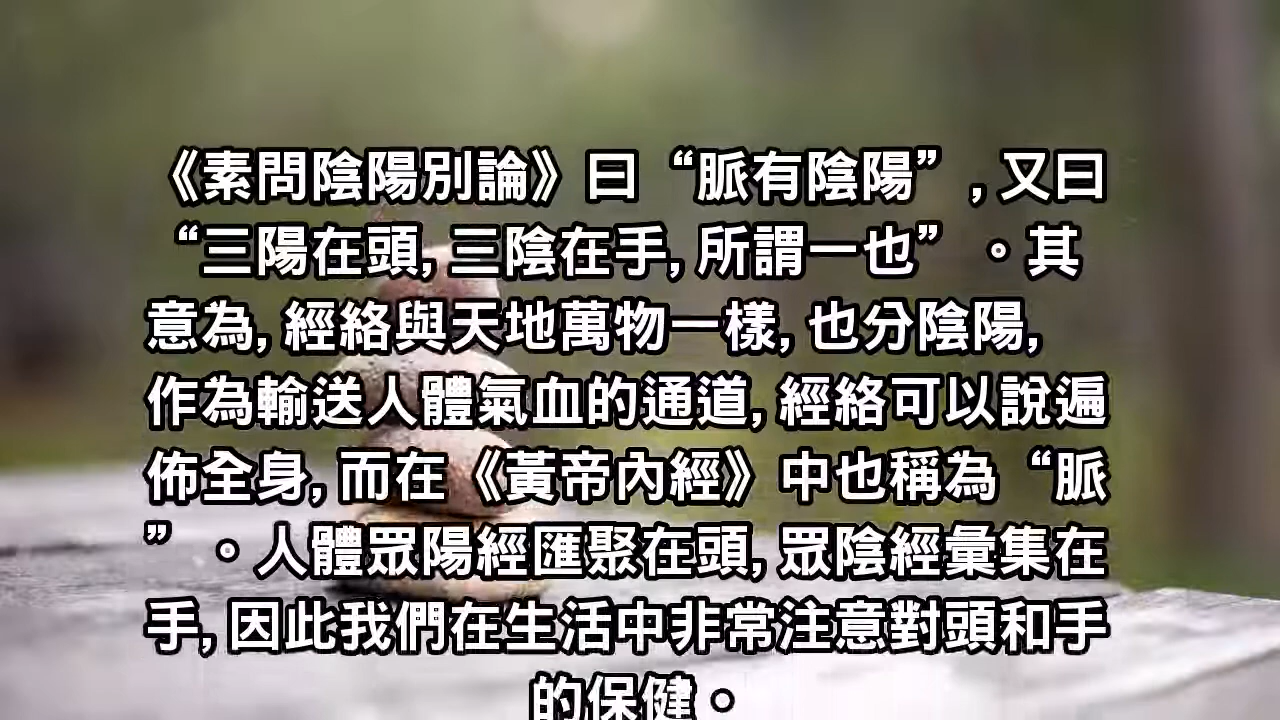 《素問陰陽別論》曰“脈有陰陽”，又曰
“三陽在頭，三陰在手，所謂一也”。其
意為，經絡與天地萬物一樣，也分陰陽，
作為輸送人體氣血的通道，經絡可以說遍
佈全身，而在《黃帝內經》中也稱為“脈
”。人體眾陽經匯聚在頭，眾陰經彙集在
手，因此我們在生活中非常注意對頭和手
的保健。